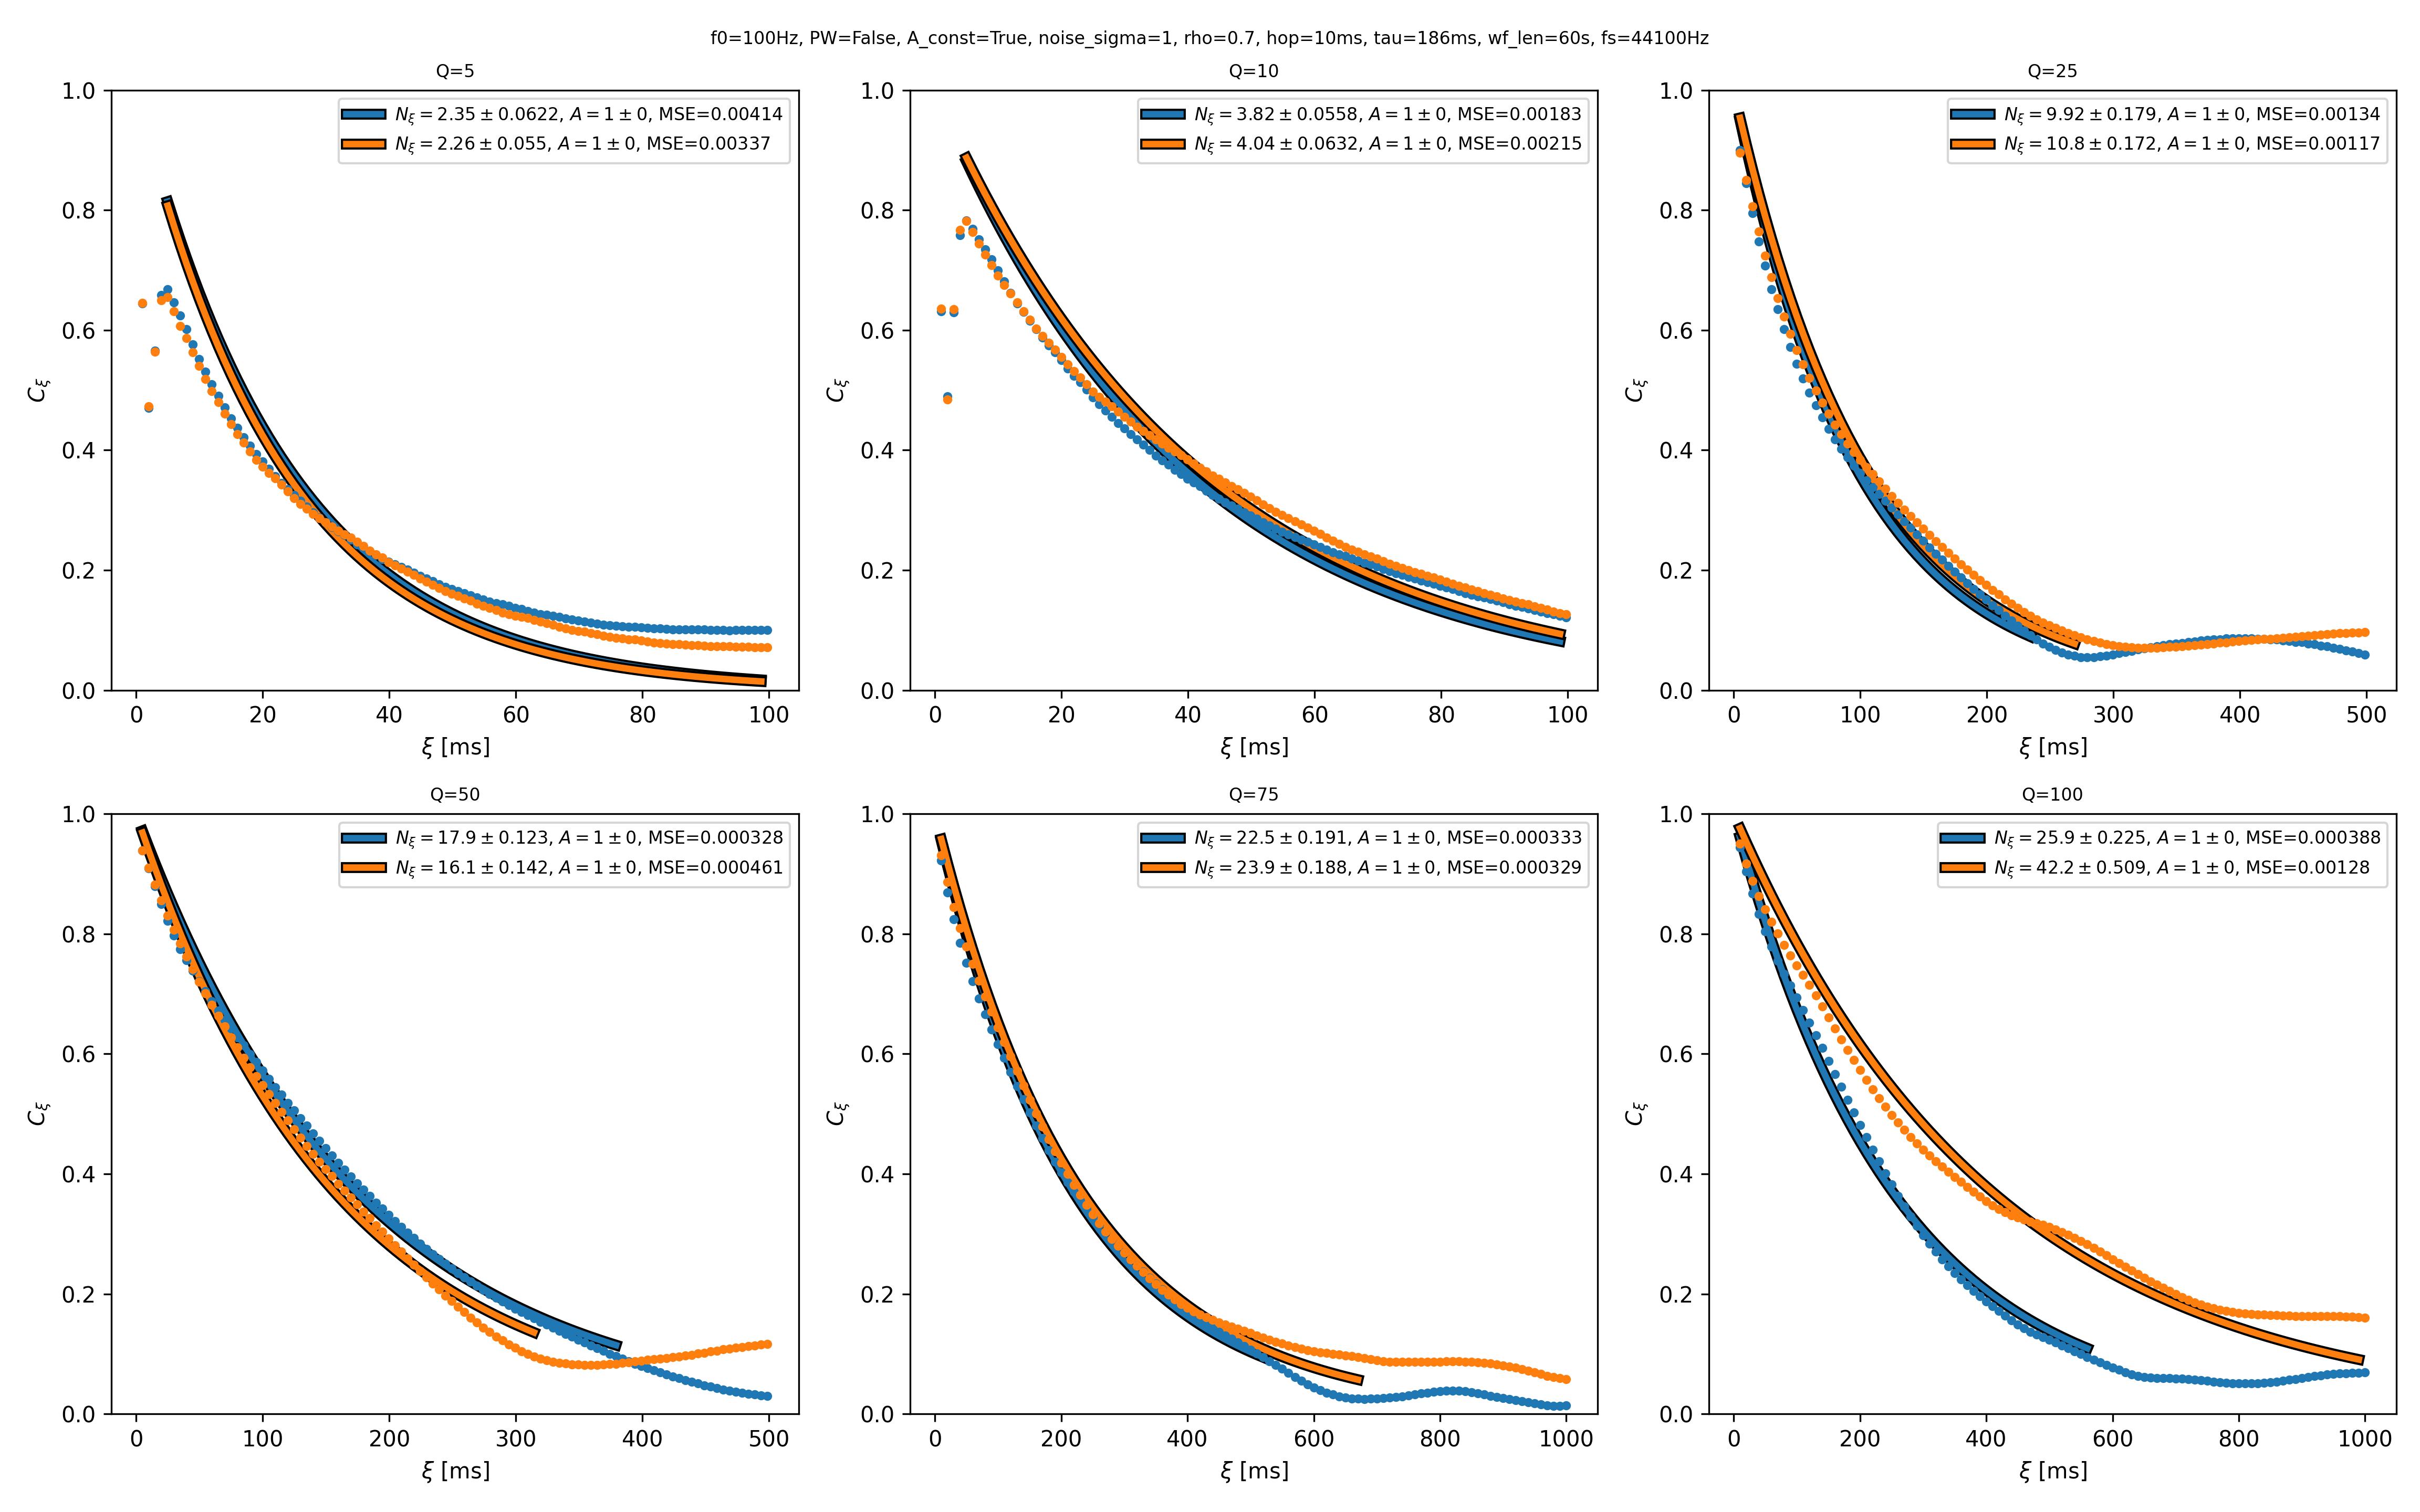 f0=100Hz, PW=False, A_const=True, noise_sigma=1, rho=0.7, hop=10ms, tau=186ms, wf_len=60s, fs=44100Hz
Q=5
1.0
0.8
0.6
0.4
0.2
0.0
0 20 40 60 80 100
C_ξ
ξ [ms]
N_ξ = 2.35 ± 0.0622, A = 1 ± 0, MSE=0.00414
N_ξ = 2.26 ± 0.055, A = 1 ± 0, MSE=0.00337
Q=10
1.0
0.8
0.6
0.4
0.2
0.0
0 20 40 60 80 100
C_ξ
ξ [ms]
N_ξ = 3.82 ± 0.0558, A = 1 ± 0, MSE=0.00183
N_ξ = 4.04 ± 0.0632, A = 1 ± 0, MSE=0.00215
Q=25
1.0
0.8
0.6
0.4
0.2
0.0
0 100 200 300 400 500
C_ξ
ξ [ms]
N_ξ = 9.92 ± 0.179, A = 1 ± 0, MSE=0.00134
N_ξ = 10.8 ± 0.172, A = 1 ± 0, MSE=0.00117
Q=50
1.0
0.8
0.6
0.4
0.2
0.0
0 100 200 300 400 500
C_ξ
ξ [ms]
N_ξ = 17.9 ± 0.123, A = 1 ± 0, MSE=0.000328
N_ξ = 16.1 ± 0.142, A = 1 ± 0, MSE=0.000461
Q=75
1.0
0.8
0.6
0.4
0.2
0.0
0 200 400 600 800 1000
C_ξ
ξ [ms]
N_ξ = 22.5 ± 0.191, A = 1 ± 0, MSE=0.000333
N_ξ = 23.9 ± 0.188, A = 1 ± 0, MSE=0.000329
Q=100
1.0
0.8
0.6
0.4
0.2
0.0
0 200 400 600 800 1000
C_ξ
ξ [ms]
N_ξ = 25.9 ± 0.225, A = 1 ± 0, MSE=0.000388
N_ξ = 42.2 ± 0.509, A = 1 ± 0, MSE=0.00128